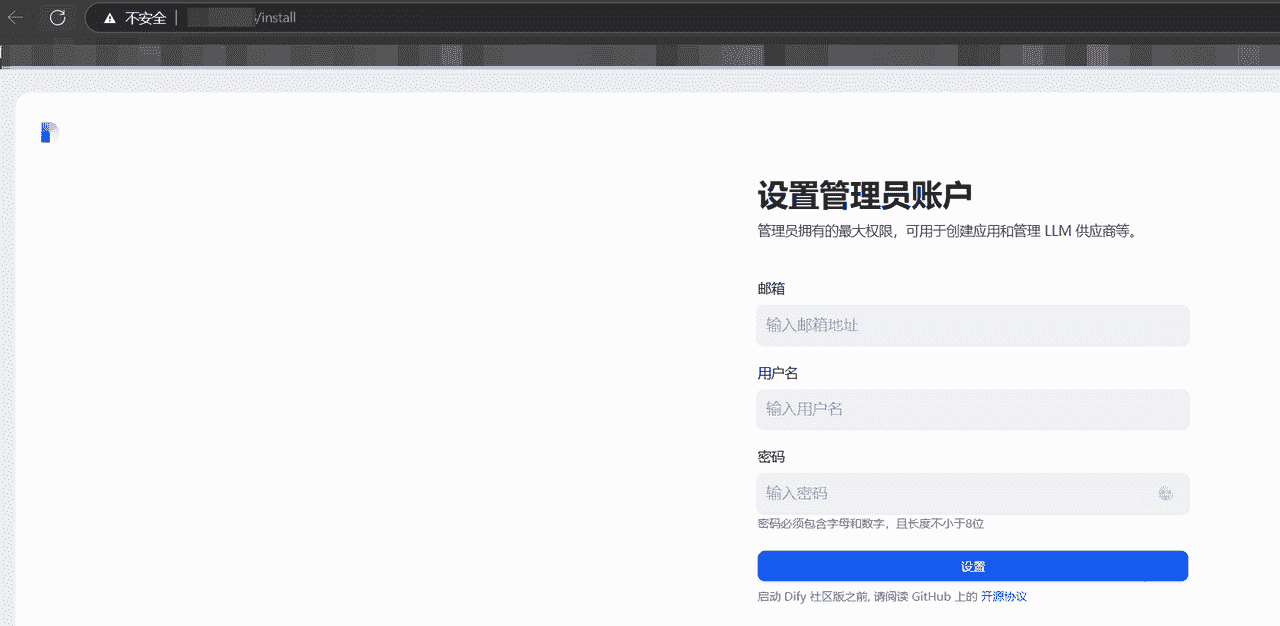 不安全 | /install
设置管理员账户
管理员拥有的最大权限，可用于创建应用和管理 LLM 供应商等。
邮箱
输入邮箱地址
用户名
输入用户名
密码
输入密码
密码必须包含字母和数字，且长度不小于8位
设置
启动 Dify 社区版之前, 请阅读 GitHub 上的 开源协议